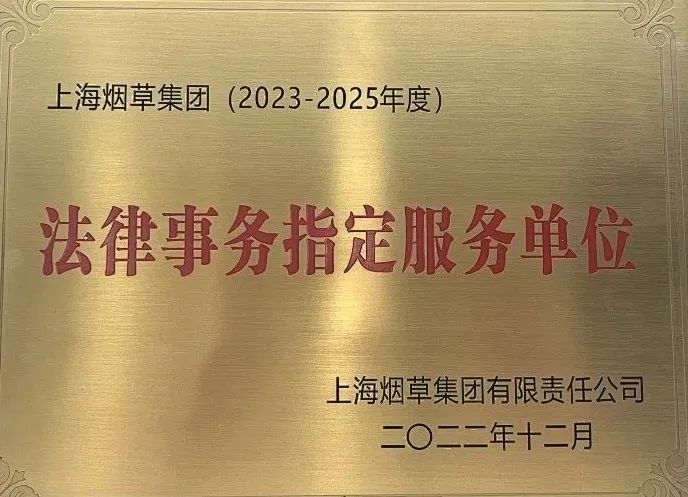 上海烟草集团（2023-2025年度）
法律事务指定服务单位
上海烟草集团有限责任公司
二〇二二年十二月